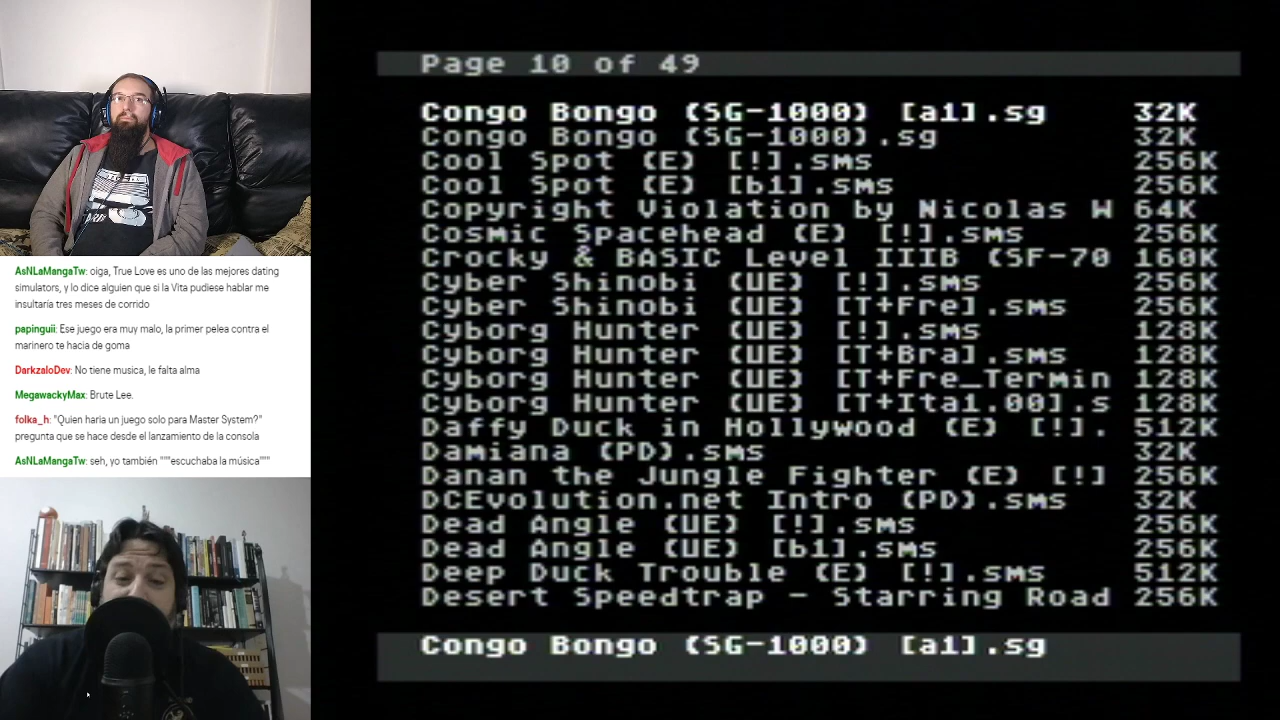 AsNLaMangaTw: oiga, True Love es uno de las mejores dating
simulators, y lo dice alguien que si la Vita pudiese hablar me
insultaría tres meses de corrido
papinguii: Ese juego era muy malo, la primer pelea contra el
marinero te hacia de goma
DarkzaloDev: No tiene musica, le falta alma
MegawackyMax: Brute Lee.
folka_h: "Quien haria un juego solo para Master System?"
pregunta que se hace desde el lanzamiento de la consola
AsNLaMangaTw: seh, yo también """escuchaba la música"""
Page 10 of 49
Congo Bongo (SG-1000) [a1].sg 32K
Congo Bongo (SG-1000).sg 32K
Cool Spot (E) [!].sms 256K
Cool Spot (E) [b1].sms 256K
Copyright Violation by Nicolas W 64K
Cosmic Spacehead (E) [!].sms 256K
Crocky & BASIC Level IIIB (SF-70 160K
Cyber Shinobi (UE) [!].sms 256K
Cyber Shinobi (UE) [T+Fre].sms 256K
Cyborg Hunter (UE) [!].sms 128K
Cyborg Hunter (UE) [T+Bra].sms 128K
Cyborg Hunter (UE) [T+Fre_Termin 128K
Cyborg Hunter (UE) [T+Ita1.00].s 128K
Daffy Duck in Hollywood (E) [!]. 512K
Damiana (PD).sms 32K
Danan the Jungle Fighter (E) [!] 256K
DCEvolution.net Intro (PD).sms 32K
Dead Angle (UE) [!].sms 256K
Dead Angle (UE) [b1].sms 256K
Deep Duck Trouble (E) [!].sms 512K
Desert Speedtrap - Starring Road 256K
Congo Bongo (SG-1000) [a1].sg